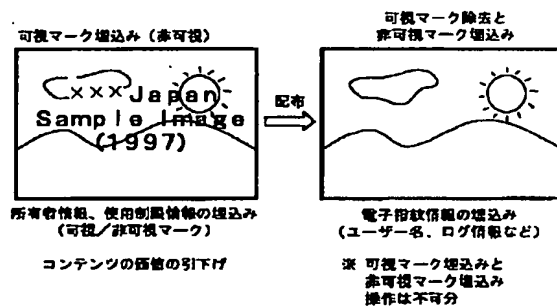 可視マーク埋込み（非可視）
×××Japan
Sample Image
(1997)
所有者情報、使用制限情報の埋込み
（可視／非可視マーク）
コンテンツの価値の引下げ
配布
可視マーク除去と
非可視マーク埋込み
電子指紋情報の埋込み
（ユーザー名、ログ情報など）
※ 可視マーク埋込みと
非可視マーク埋込み
操作は不可分